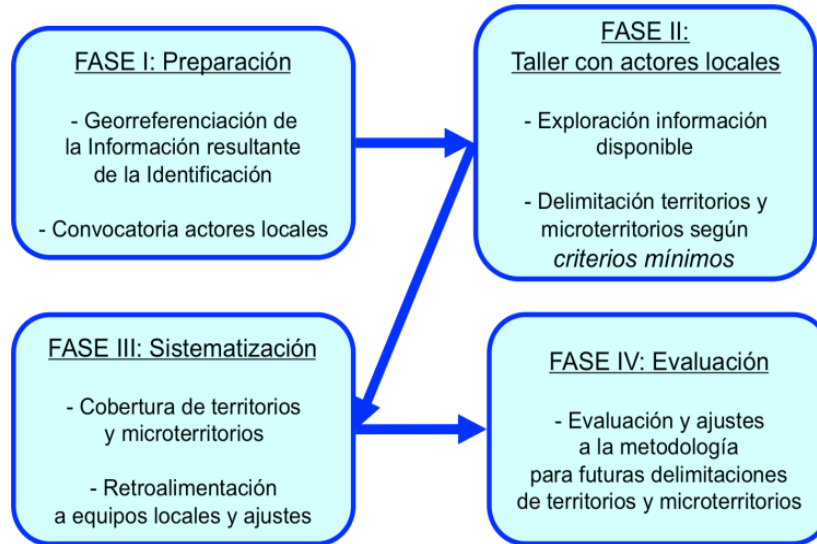 FASE I: Preparación
- Georreferenciación de
la Información resultante
de la Identificación
- Convocatoria actores locales
FASE II:
Taller con actores locales
- Exploración información
disponible
- Delimitación territorios y
microterritorios según
criterios mínimos
FASE III: Sistematización
- Cobertura de territorios
y microterritorios
- Retroalimentación
a equipos locales y ajustes
FASE IV: Evaluación
- Evaluación y ajustes
a la metodología
para futuras delimitaciones
de territorios y microterritorios